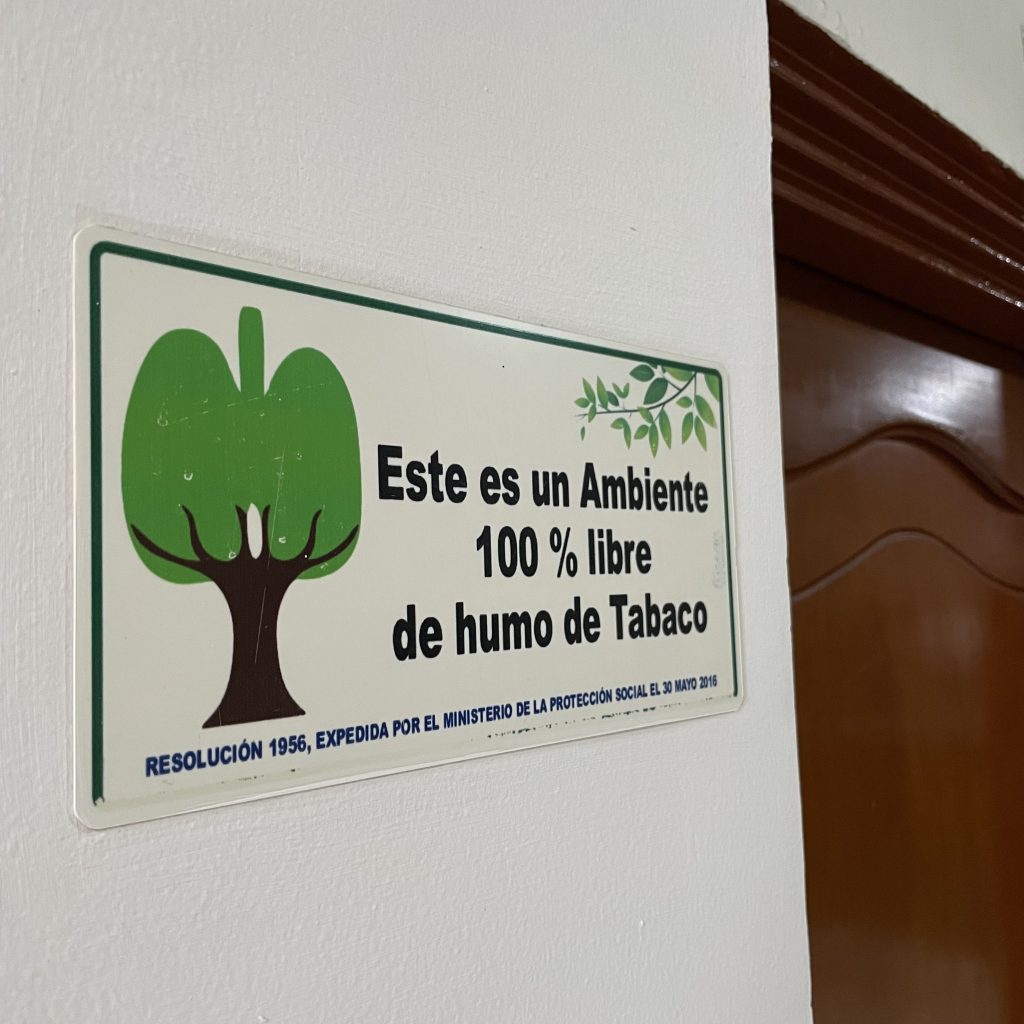 Este es un Ambiente
100 % libre
de humo de Tabaco
RESOLUCIÓN 1956, EXPEDIDA POR EL MINISTERIO DE LA PROTECCIÓN SOCIAL EL 30 MAYO 2016